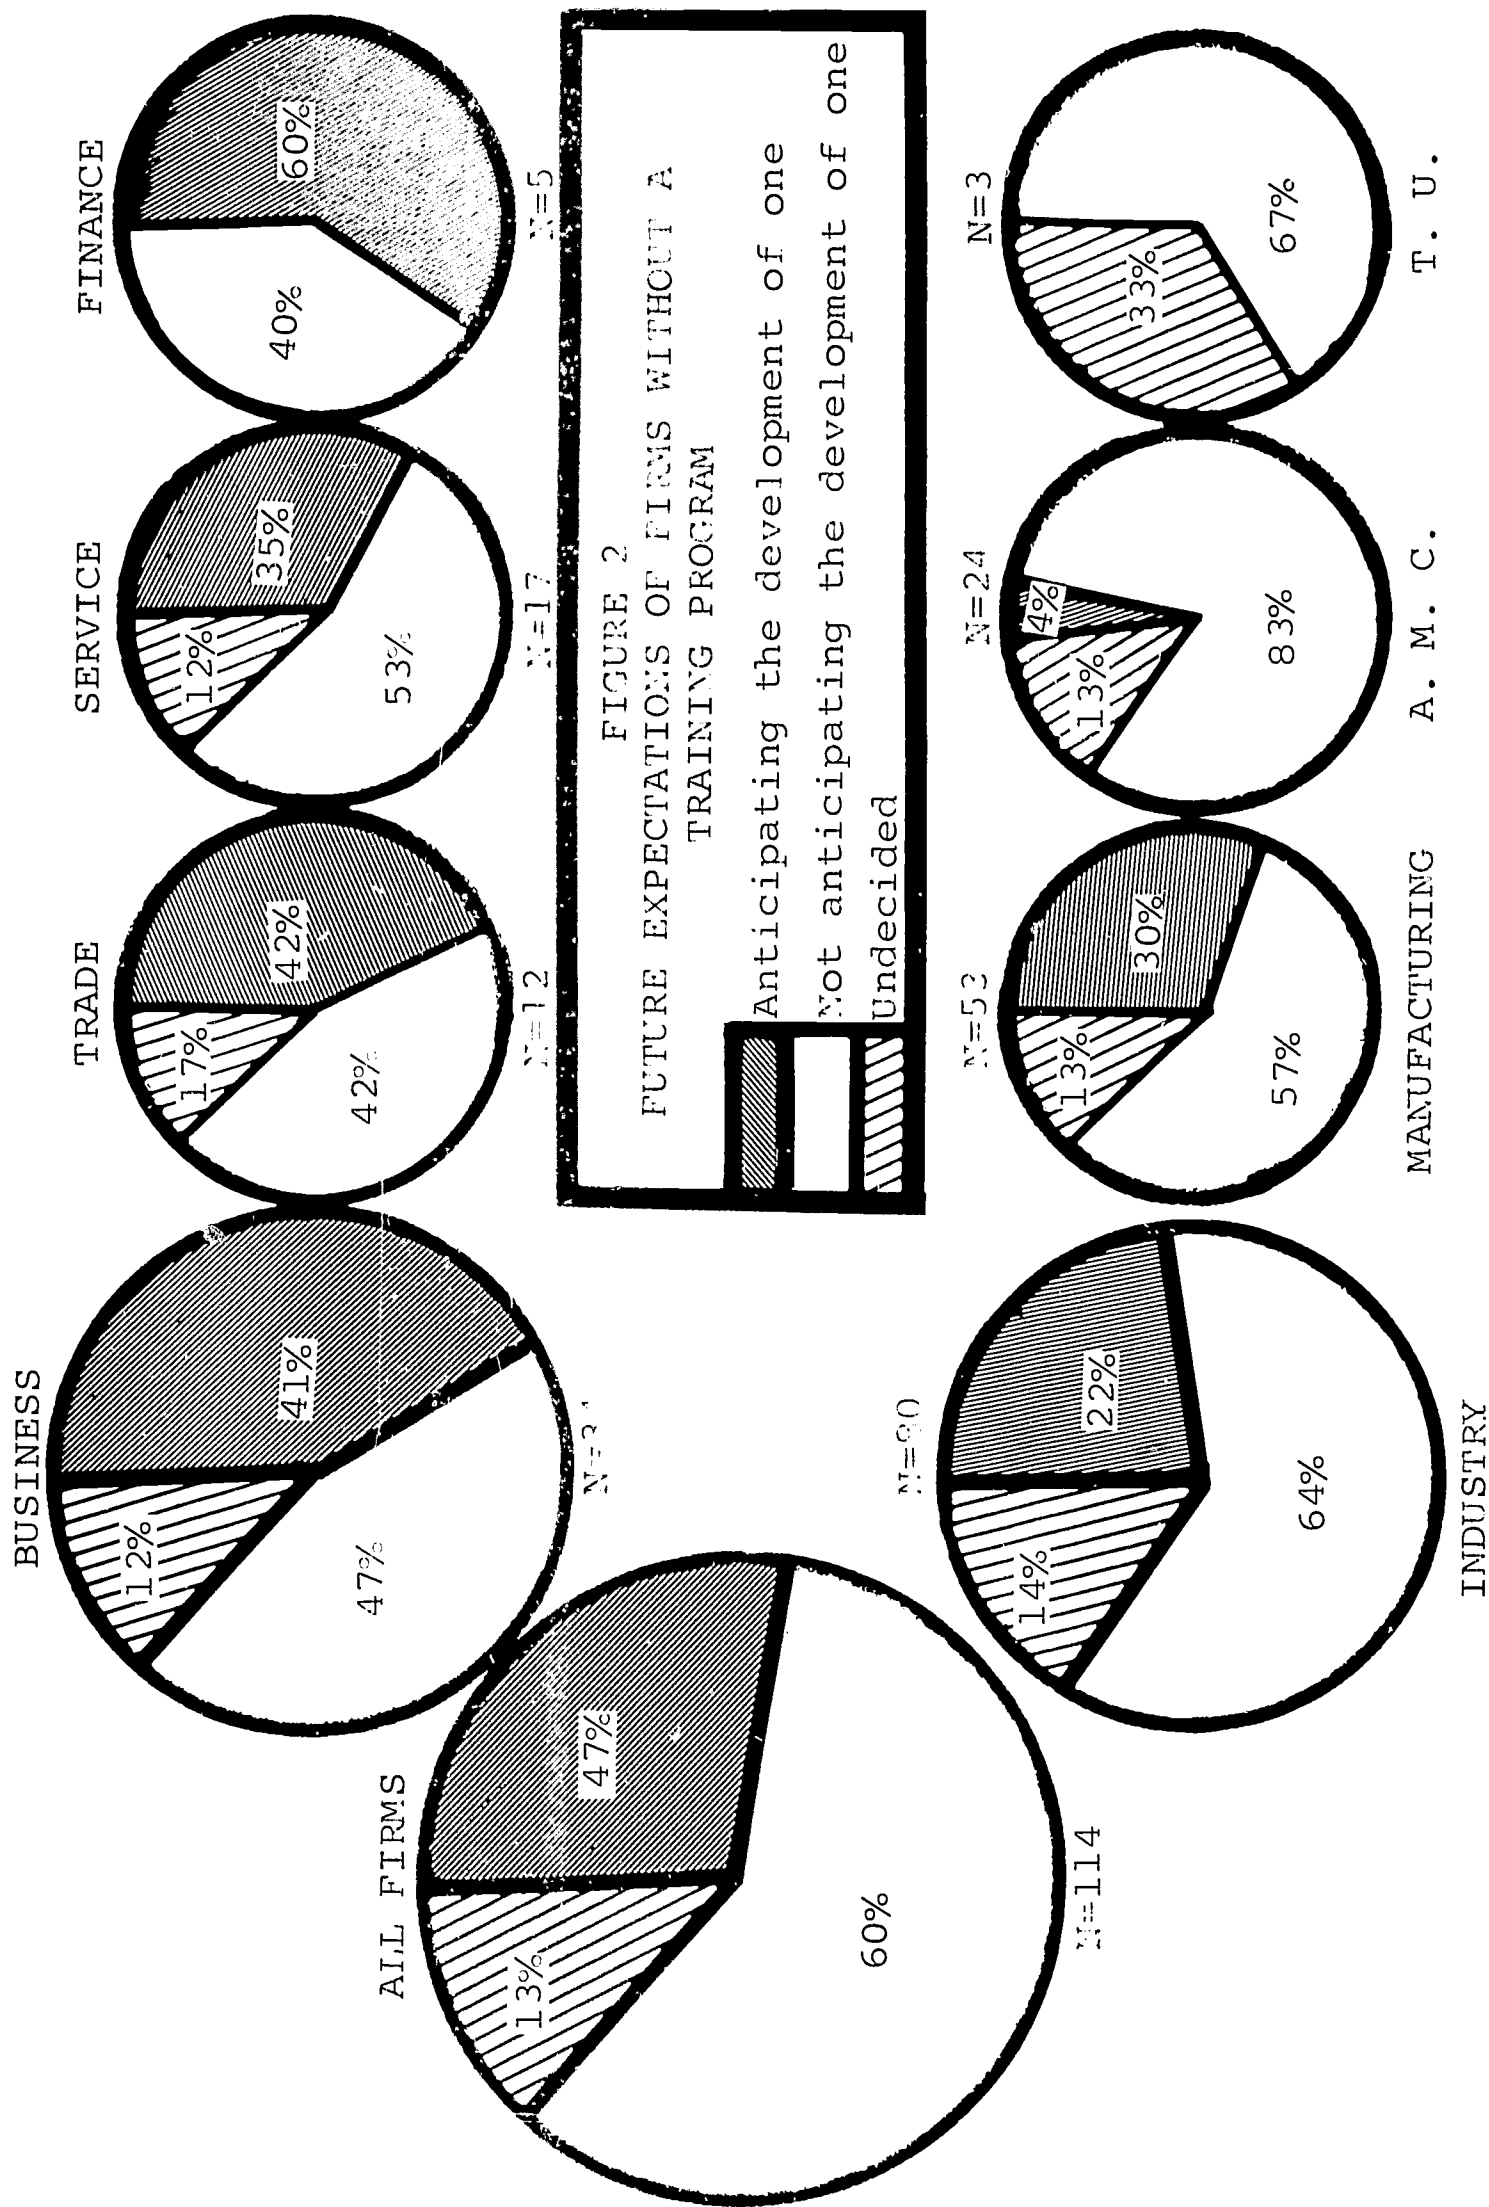 BUSINESS
TRADE
SERVICE
FINANCE
12%
41%
47%
17%
42%
42%
12%
35%
53%
40%
60%
N=12
N=17
N=5
ALL FIRMS
13%
47%
60%
N=114
FIGURE 2
FUTURE EXPECTATIONS OF FIRMS WITHOUT A
TRAINING PROGRAM
Anticipating the development of one
Not anticipating the development of one
Undecided
N=53
N=24
N=3
14%
22%
64%
13%
30%
57%
13%
4%
83%
33%
67%
INDUSTRY
MANUFACTURING
A. M. C.
T. U.